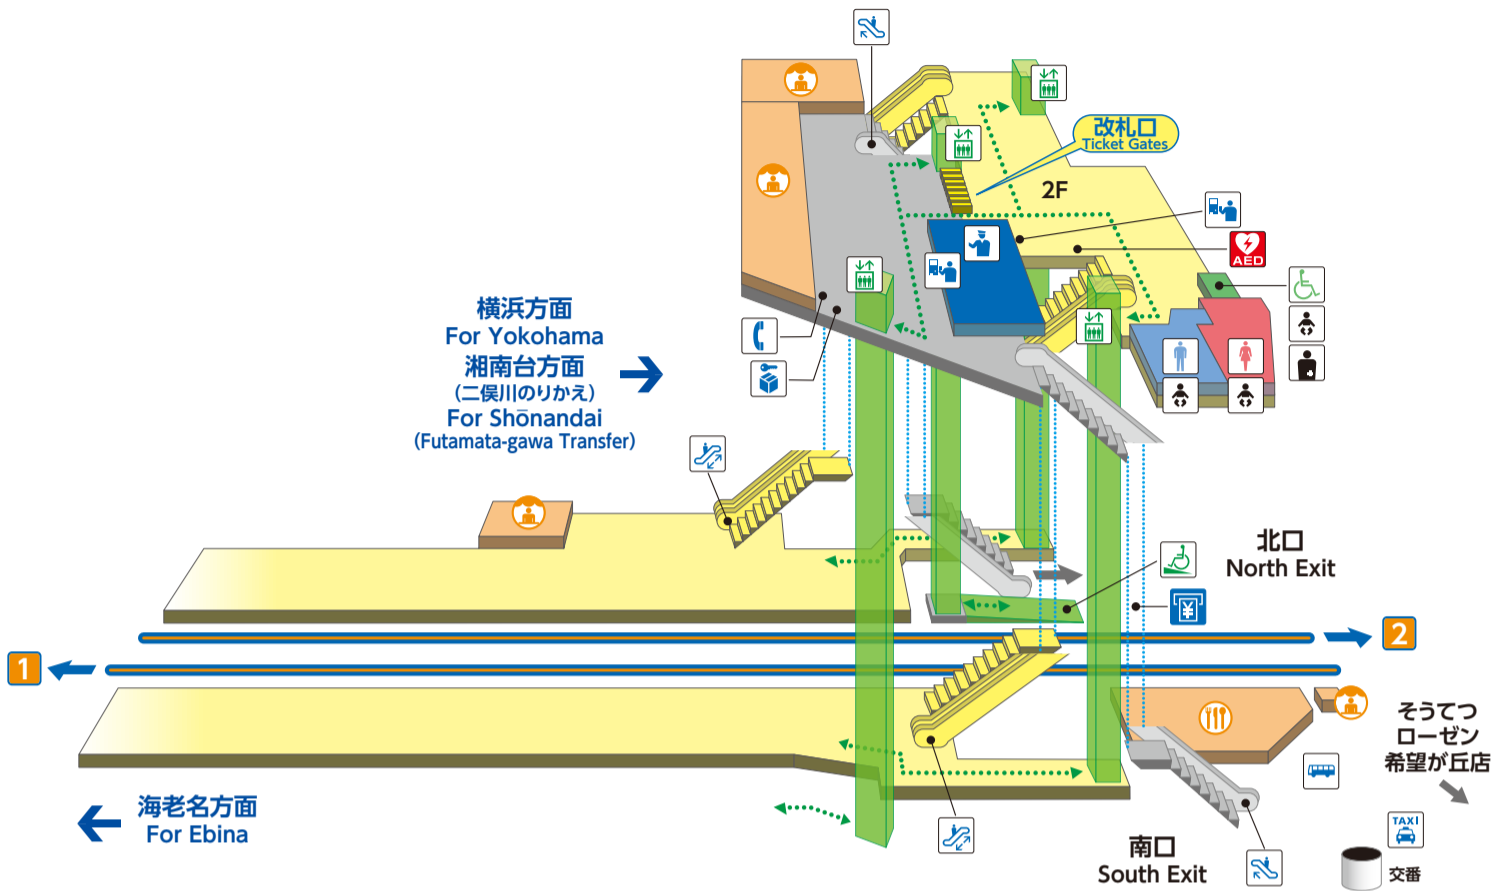 改札口
Ticket Gates
2F
AED
横浜方面
For Yokohama
湘南台方面
(二俣川のりかえ)
For Shōnandai
(Futamata-gawa Transfer)
北口
North Exit
¥
2
1
そうてつ
ローゼン
希望が丘店
海老名方面
For Ebina
TAXI
南口
South Exit
交番